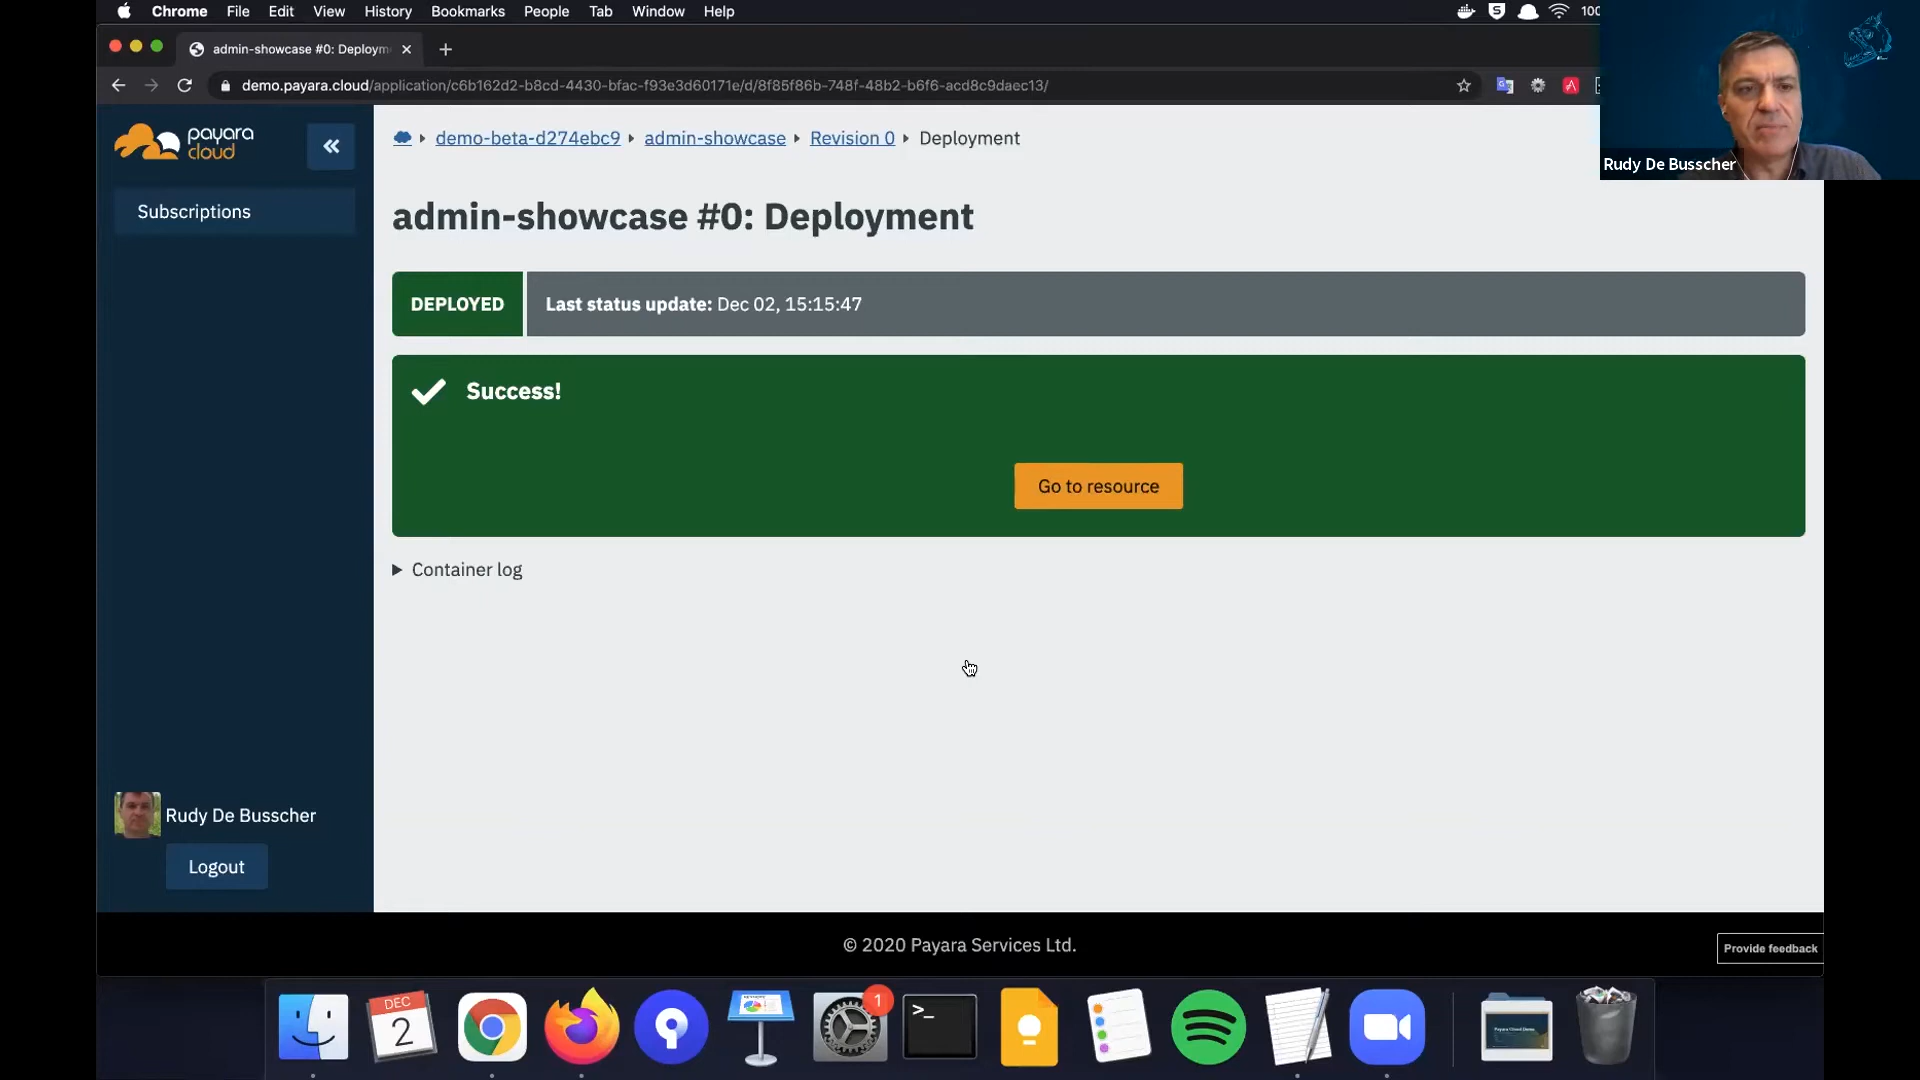 Chrome File Edit View History Bookmarks People Tab Window Help
admin-showcase #0: Deploym
demo.payara.cloud/application/c6b162d2-b8cd-4430-bfac-f93e3d60171e/d/8f85f86b-748f-48b2-b6f6-acd8c9daec13/
Rudy De Busscher
payara
cloud
demo-beta-d274ebc9 admin-showcase Revision 0 Deployment
Subscriptions
admin-showcase #0: Deployment
DEPLOYED Last status update: Dec 02, 15:15:47
Success!
Go to resource
Container log
Rudy De Busscher
Logout
© 2020 Payara Services Ltd.
Provide feedback
DEC
2
1
>_